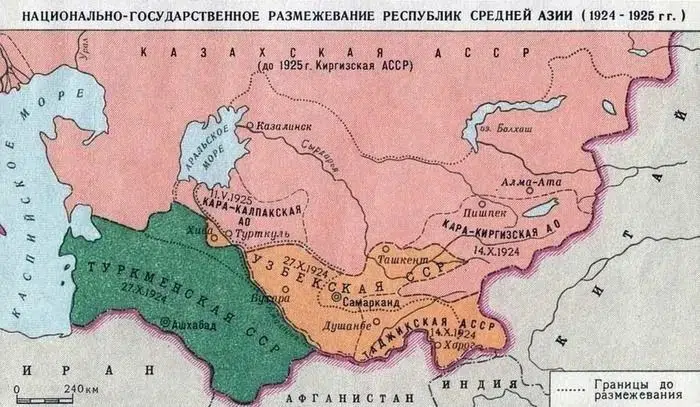 НАЦИОНАЛЬНО-ГОСУДАРСТВЕННОЕ РАЗМЕЖЕВАНИЕ РЕСПУБЛИК СРЕДНЕЙ АЗИИ (1924-1925 гг.)
КАЗАХСКАЯ АССР
(до 1925 г. Киргизская АССР)
Урал
КАСПИЙСКОЕ МОРЕ
АРАЛЬСКОЕ
МОРЕ
Казалинск
Сырдарья
оз. Балхаш
Алма-Ата
КИТАЙ
11.V.1925
КАРА-КАЛПАКСКАЯ
АО
Пишпек
КАРА-КИРГИЗСКАЯ АО
14.X.1924
Хива
Турткуль
Ташкент
27.X.1924
УЗБЕКСКАЯ ССР
ТУРКМЕНСКАЯ ССР
27.X.1924
Бухара
Самарканд
Душанбе
ТАДЖИКСКАЯ АССР
14.X.1924
Хорог
Ашхабад
ИРАН
0 240 км
АФГАНИСТАН
ИНДИЯ
Границы до
размежевания